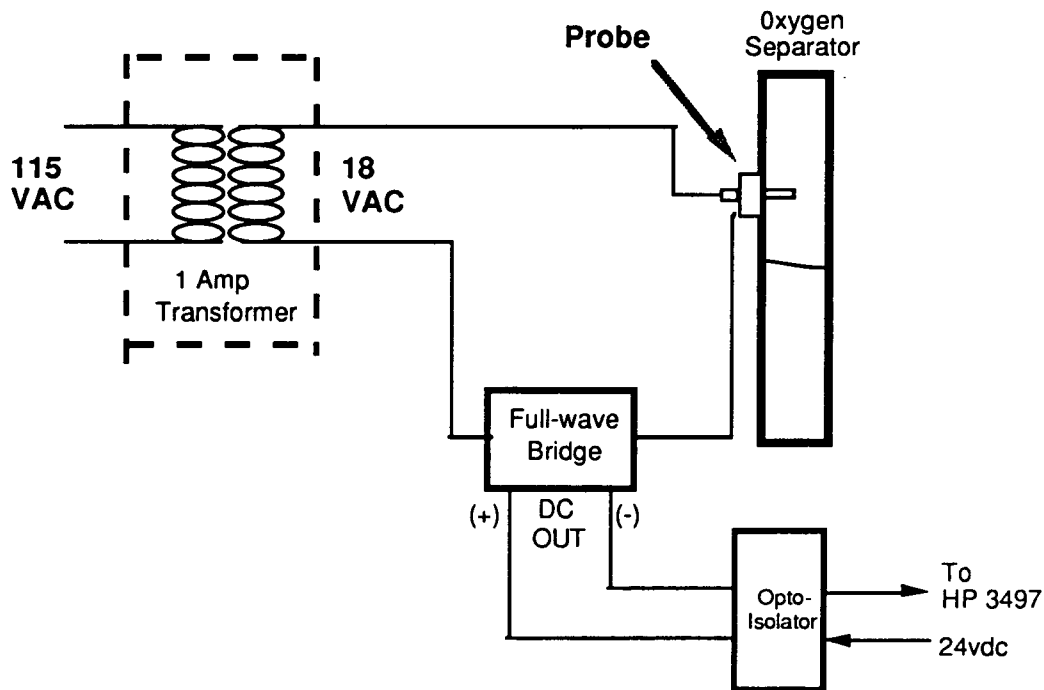 Oxygen
Separator
Probe
115
VAC
18
VAC
1 Amp
Transformer
Full-wave
Bridge
(+)
DC
OUT
(-)
Opto-
Isolator
To
HP 3497
24vdc